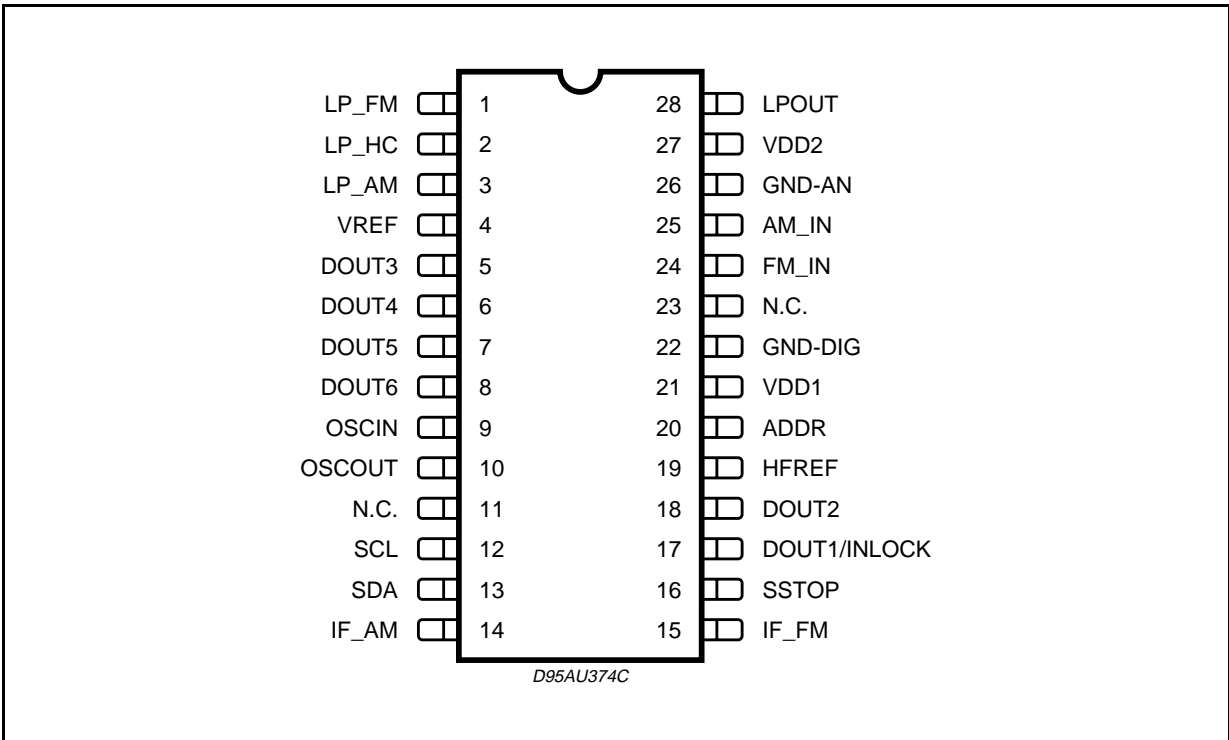 LP_FM 1 28 LPOUT
LP_HC 2 27 VDD2
LP_AM 3 26 GND-AN
VREF 4 25 AM_IN
DOUT3 5 24 FM_IN
DOUT4 6 23 N.C.
DOUT5 7 22 GND-DIG
DOUT6 8 21 VDD1
OSCIN 9 20 ADDR
OSCOUT 10 19 HFREF
N.C. 11 18 DOUT2
SCL 12 17 DOUT1/INLOCK
SDA 13 16 SSTOP
IF_AM 14 15 IF_FM
D95AU374C